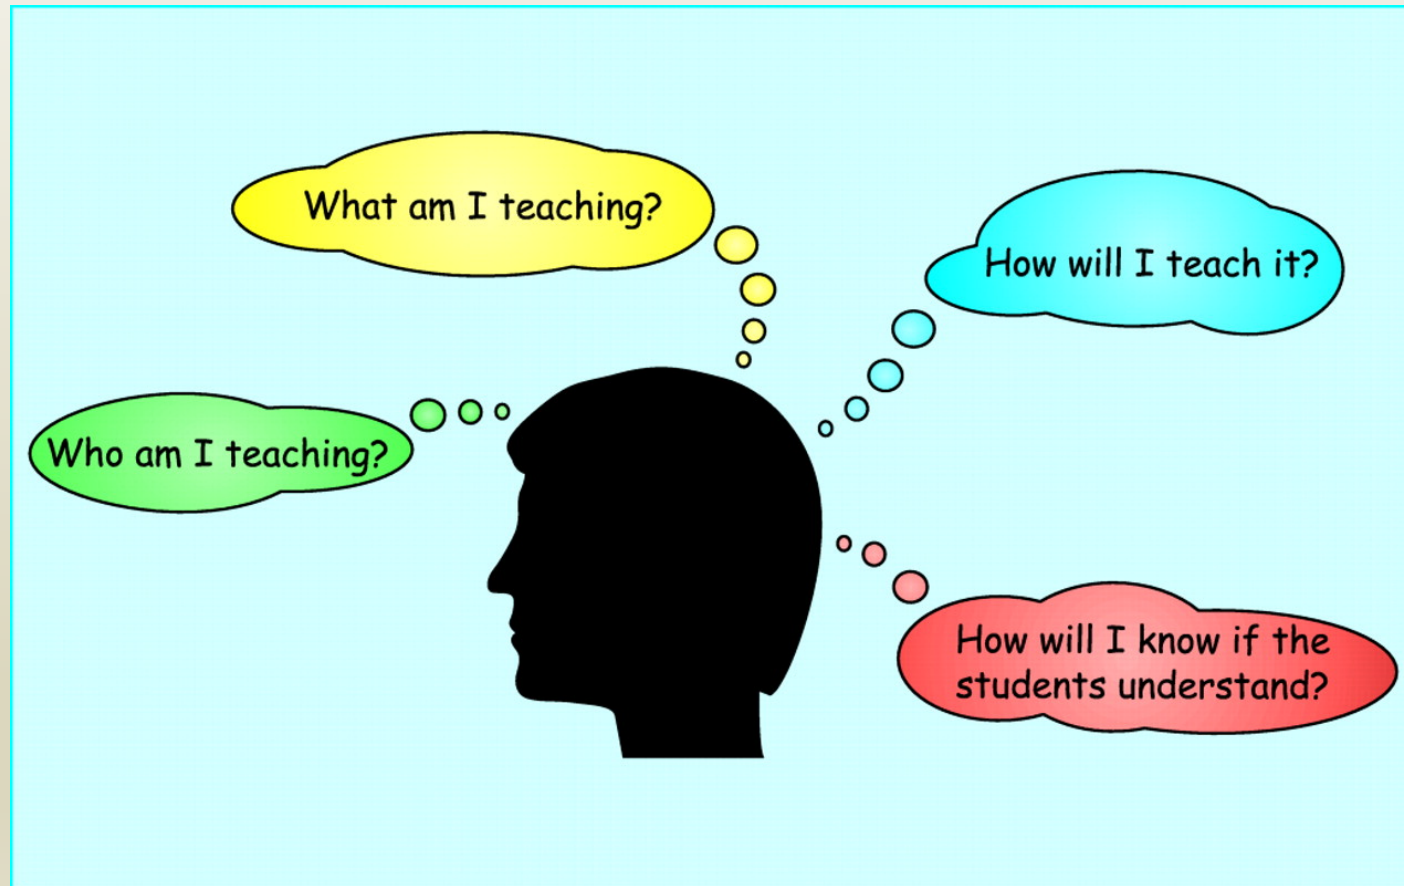 What am I teaching?
How will I teach it?
Who am I teaching?
How will I know if the
students understand?